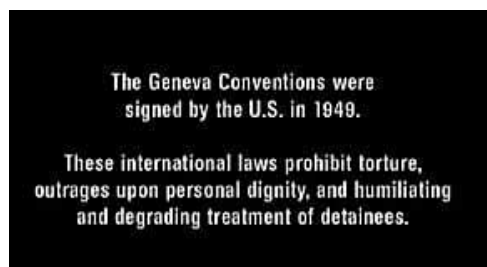 The Geneva Conventions were
signed by the U.S. in 1949.
These international laws prohibit torture,
outrages upon personal dignity, and humiliating
and degrading treatment of detainees.